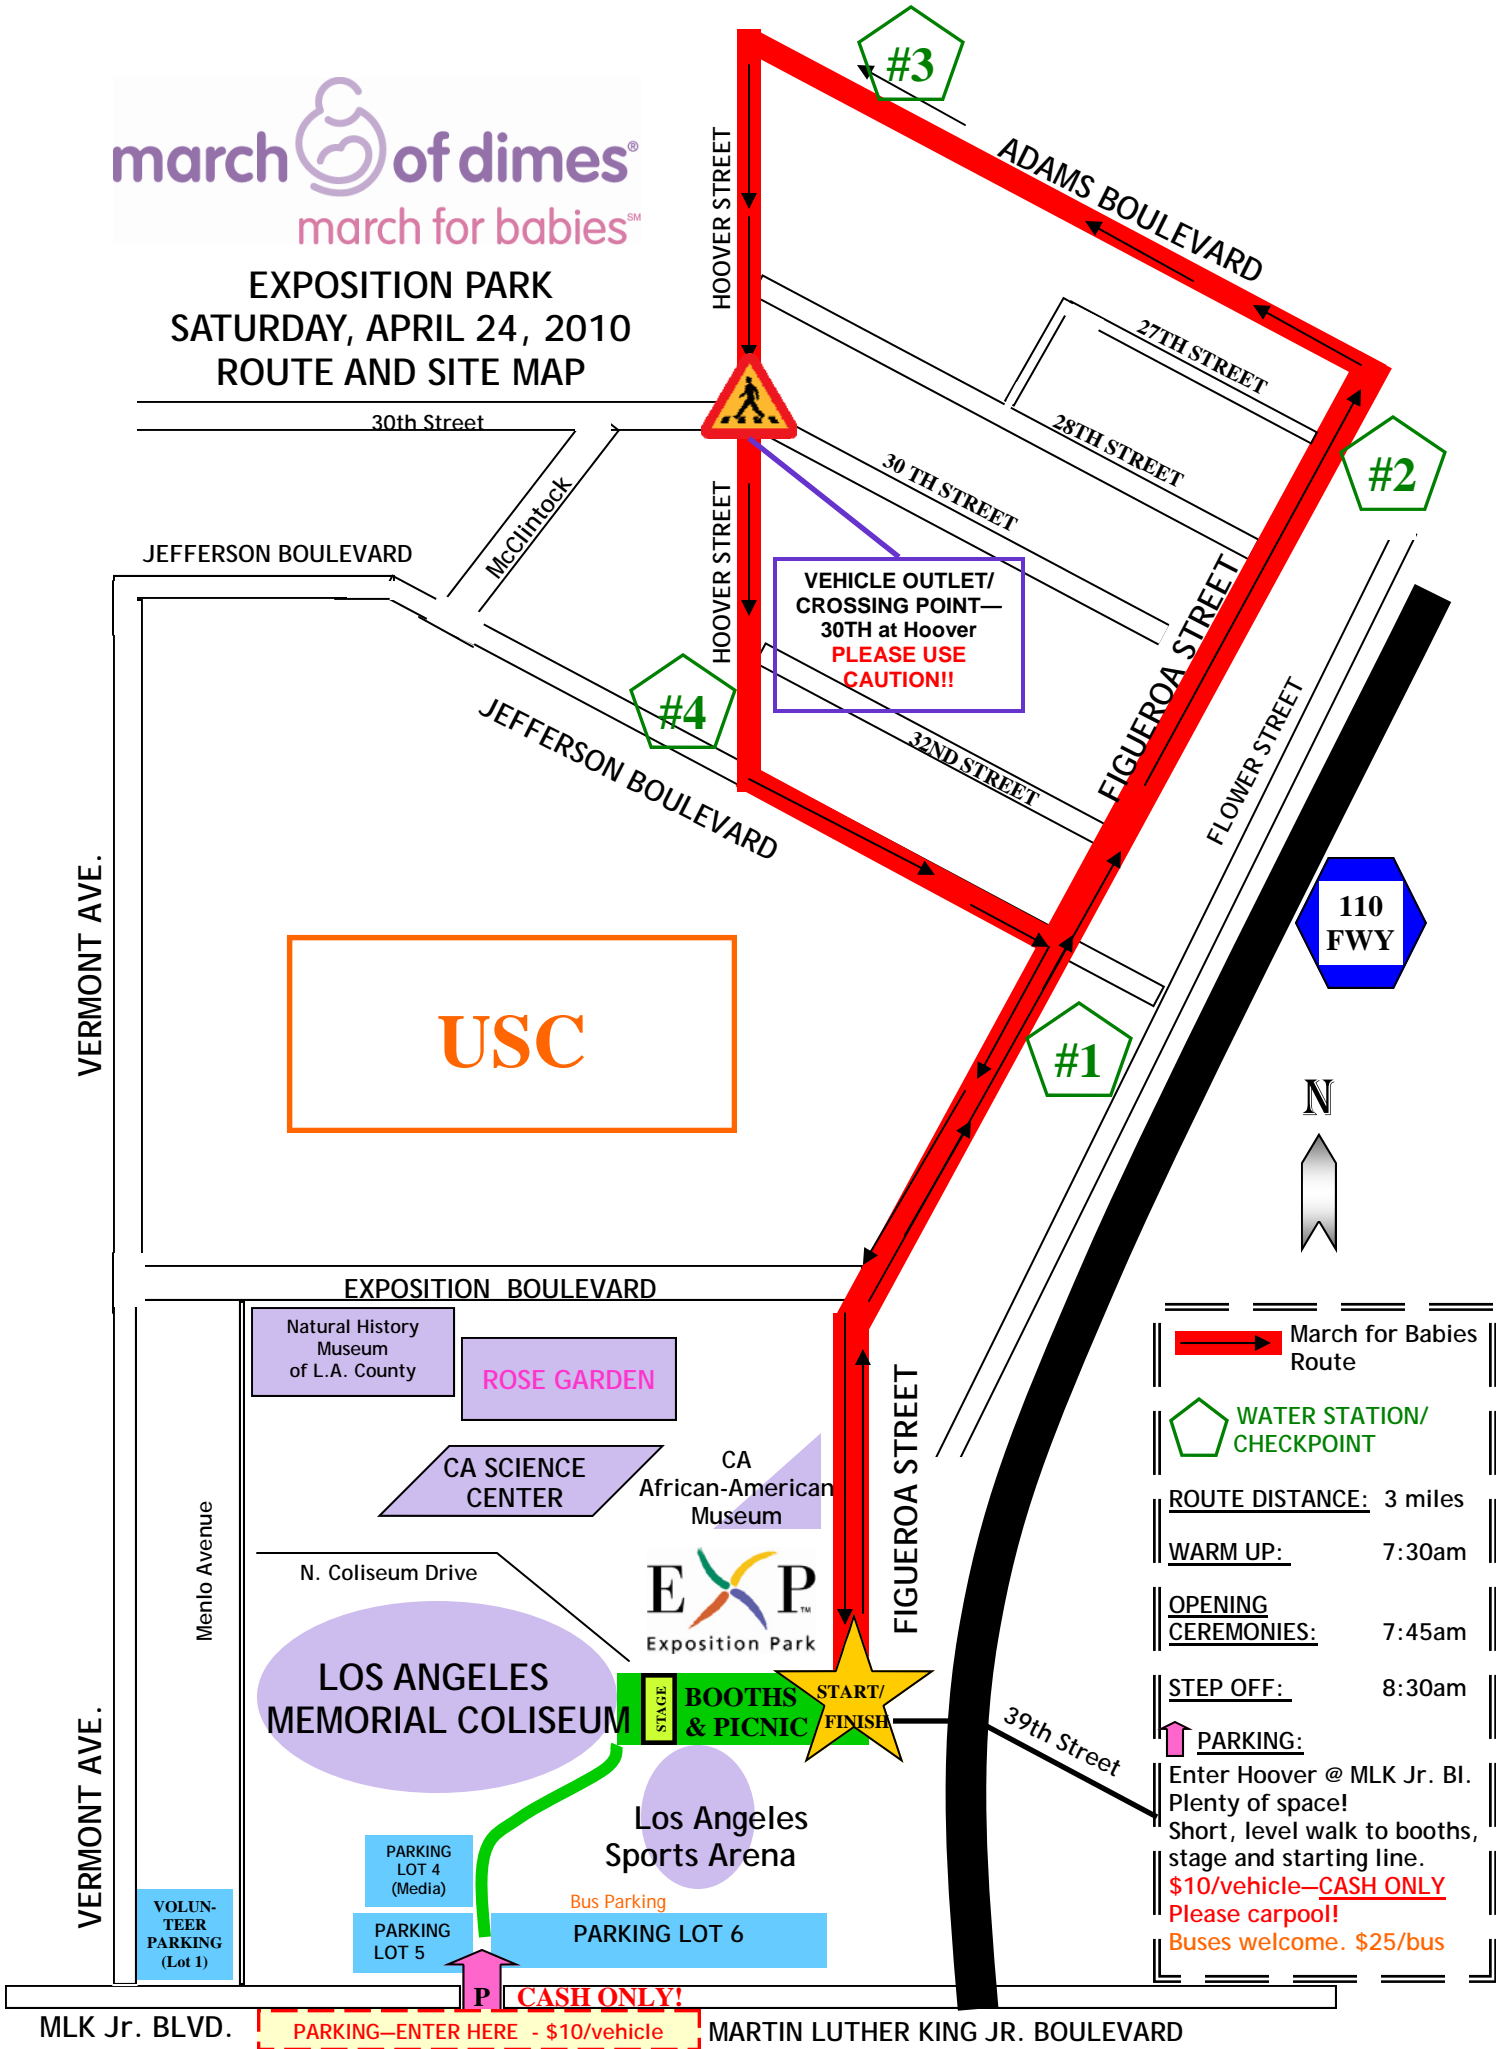 march of dimes®
march for babies℠
EXPOSITION PARK
SATURDAY, APRIL 24, 2010
ROUTE AND SITE MAP
#3
ADAMS BOULEVARD
HOOVER STREET
27TH STREET
28TH STREET
30 TH STREET
30th Street
McClintock
#2
JEFFERSON BOULEVARD
HOOVER STREET
VEHICLE OUTLET/
CROSSING POINT—
30TH at Hoover
PLEASE USE
CAUTION!!
#4
JEFFERSON BOULEVARD
32ND STREET
FIGUEROA STREET
FLOWER STREET
110
FWY
VERMONT AVE.
USC
#1
N
EXPOSITION BOULEVARD
Natural History
Museum
of L.A. County
ROSE GARDEN
CA SCIENCE
CENTER
CA
African-American
Museum
FIGUEROA STREET
Menlo Avenue
N. Coliseum Drive
EXP™
Exposition Park
LOS ANGELES
MEMORIAL COLISEUM
STAGE
BOOTHS
& PICNIC
START/
FINISH
39th Street
Los Angeles
Sports Arena
VERMONT AVE.
PARKING
LOT 4
(Media)
Bus Parking
PARKING
LOT 5
PARKING LOT 6
VOLUN-
TEER
PARKING
(Lot 1)
P
CASH ONLY!
MLK Jr. BLVD.
PARKING—ENTER HERE - $10/vehicle
MARTIN LUTHER KING JR. BOULEVARD
March for Babies
Route
WATER STATION/
CHECKPOINT
ROUTE DISTANCE: 3 miles
WARM UP: 7:30am
OPENING
CEREMONIES: 7:45am
STEP OFF: 8:30am
PARKING:
Enter Hoover @ MLK Jr. Bl.
Plenty of space!
Short, level walk to booths,
stage and starting line.
$10/vehicle—CASH ONLY
Please carpool!
Buses welcome. $25/bus